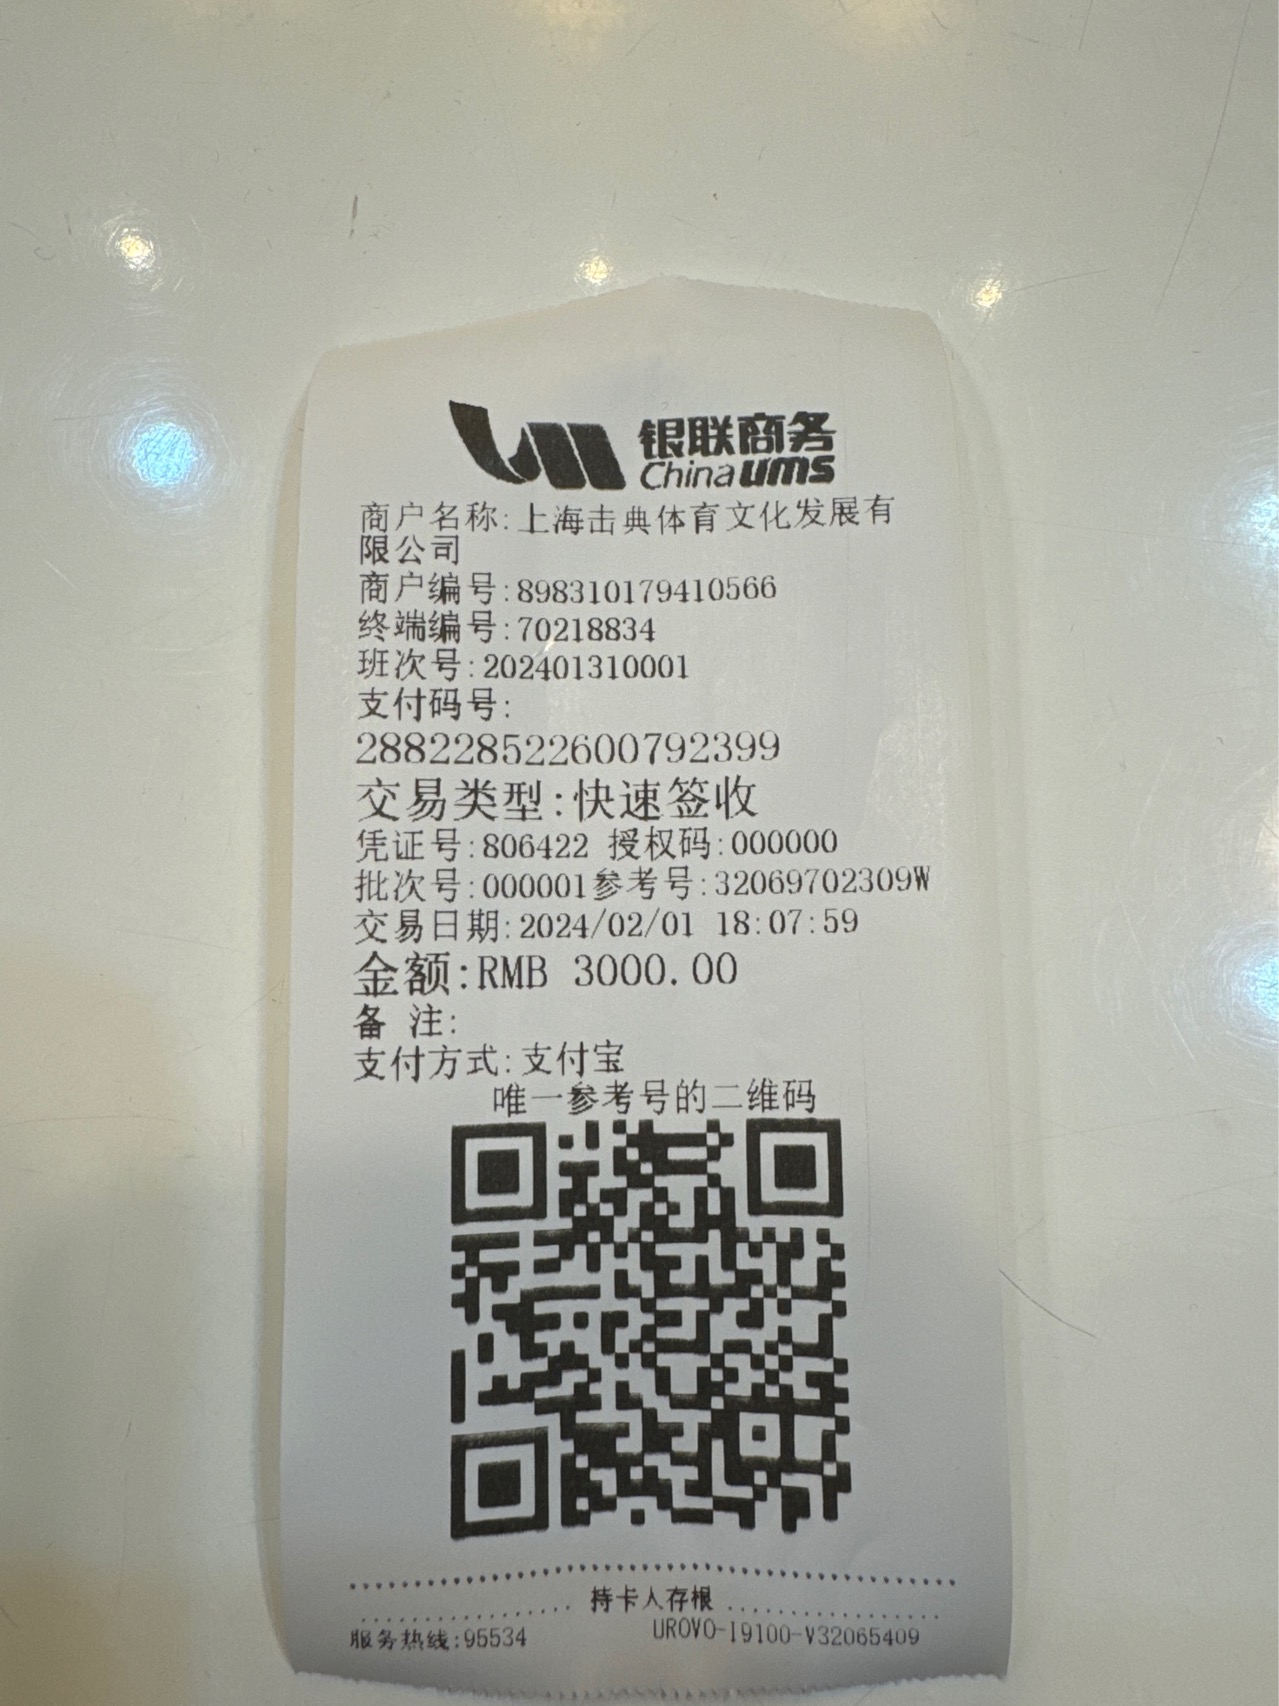 银联商务
China ums
商户名称:上海击典体育文化发展有
限公司
商户编号:898310179410566
终端编号:70218834
班次号:202401310001
支付码号:
288228522600792399
交易类型:快速签收
凭证号:806422 授权码:000000
批次号:000001参考号:32069702309W
交易日期:2024/02/01 18:07:59
金额:RMB 3000.00
备 注:
支付方式:支付宝
唯一参考号的二维码
持卡人存根
服务热线:95534 UROVO-I9100-V32065409